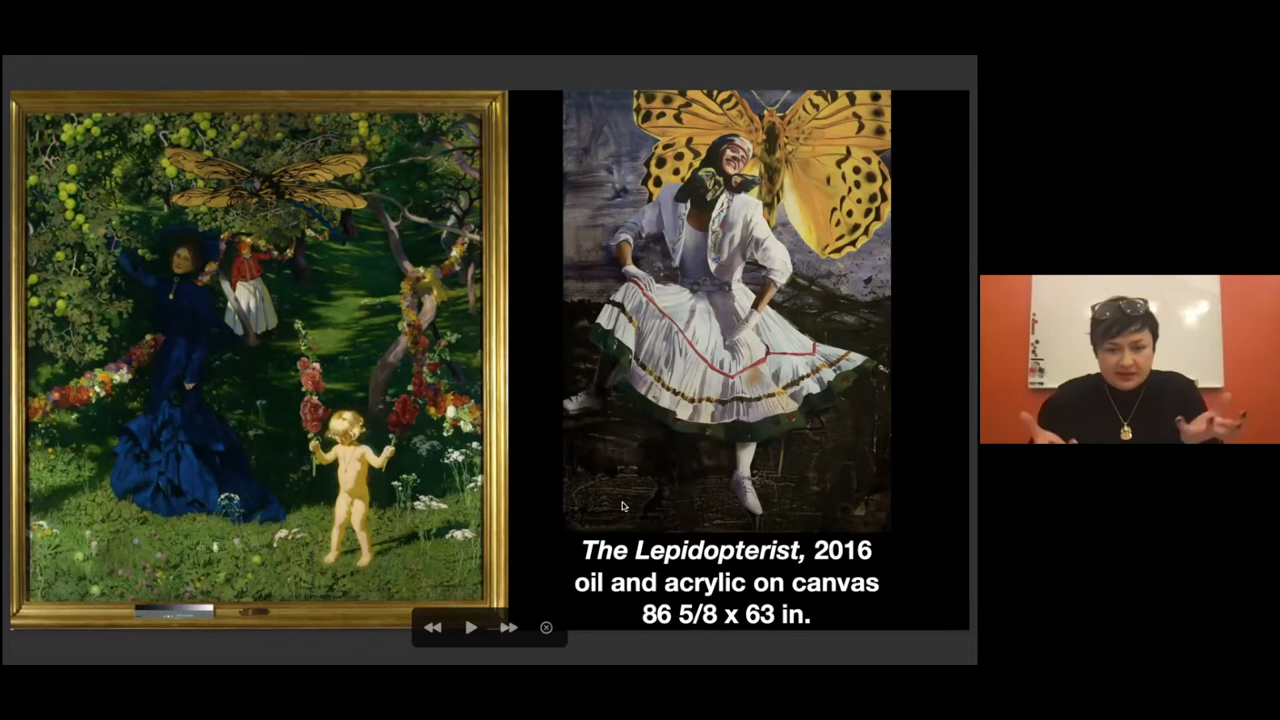 The Lepidopterist, 2016
oil and acrylic on canvas
86 5/8 x 63 in.